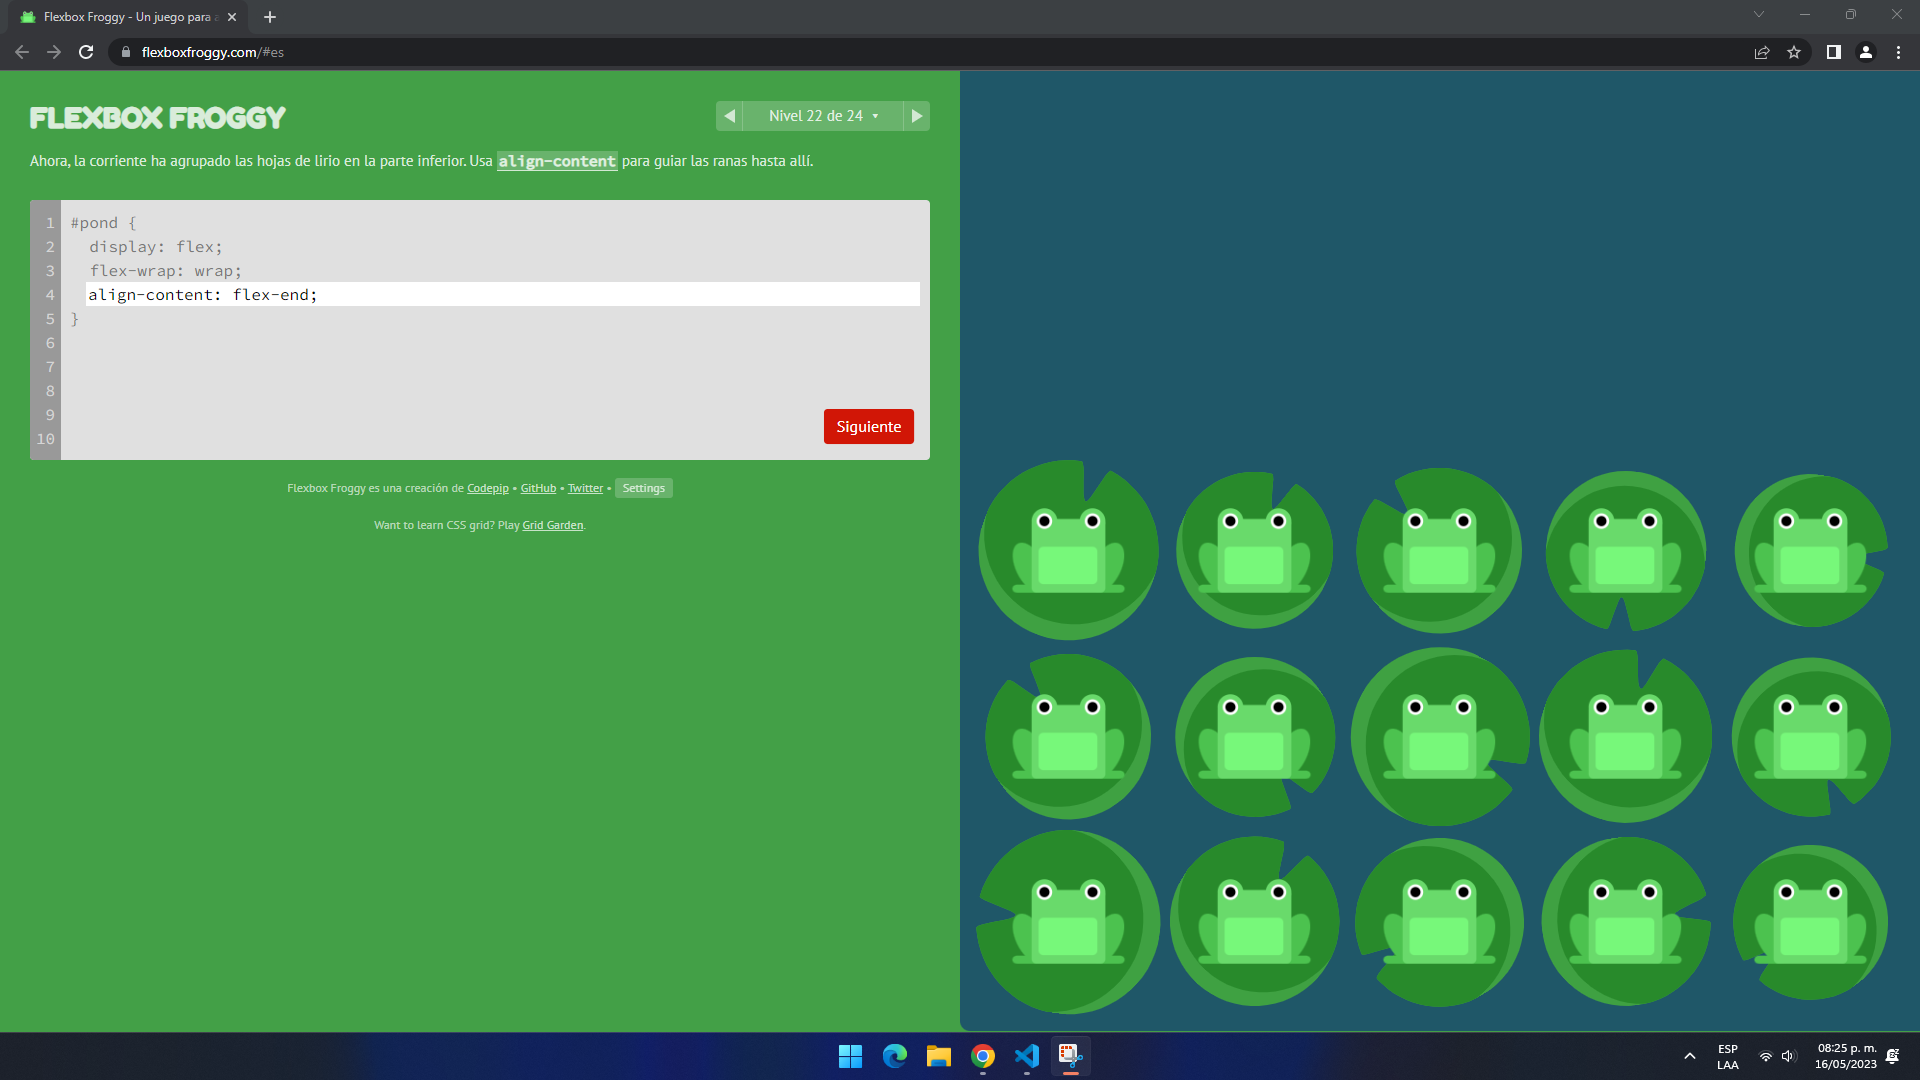 Flexbox Froggy - Un juego para a
flexboxfroggy.com/#es
FLEXBOX FROGGY
Nivel 22 de 24
Ahora, la corriente ha agrupado las hojas de lirio en la parte inferior. Usa align-content para guiar las ranas hasta allí.
1 #pond {
2 display: flex;
3 flex-wrap: wrap;
4 align-content: flex-end;
5 }
6
7
8
9
10
Siguiente
Flexbox Froggy es una creación de Codepip • GitHub • Twitter • Settings
Want to learn CSS grid? Play Grid Garden.
ESP
LAA
08:25 p. m.
16/05/2023